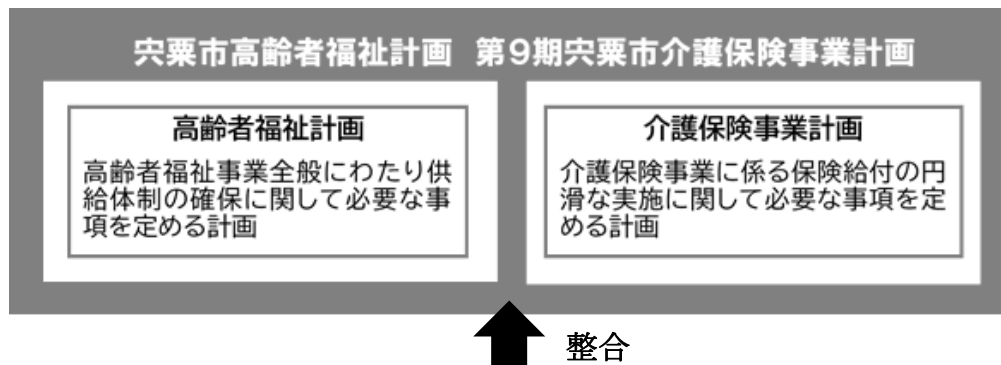 宍粟市高齢者福祉計画 第9期宍粟市介護保険事業計画
高齢者福祉計画
高齢者福祉事業全般にわたり供
給体制の確保に関して必要な事
項を定める計画
介護保険事業計画
介護保険事業に係る保険給付の円
滑な実施に関して必要な事項を定
める計画
整合